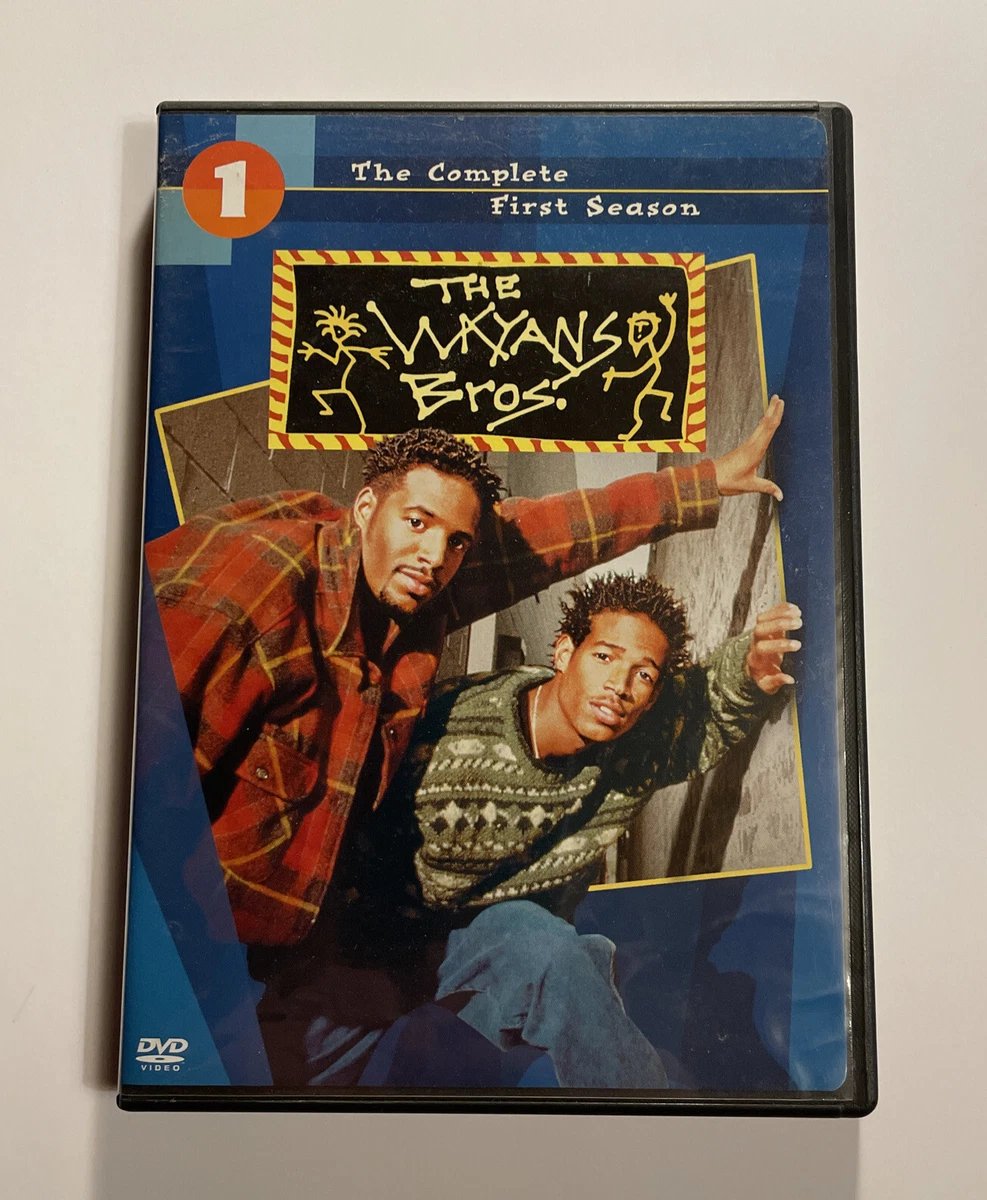 1
The Complete
First Season
THE
WAYANS
Bros.
DVD
VIDEO